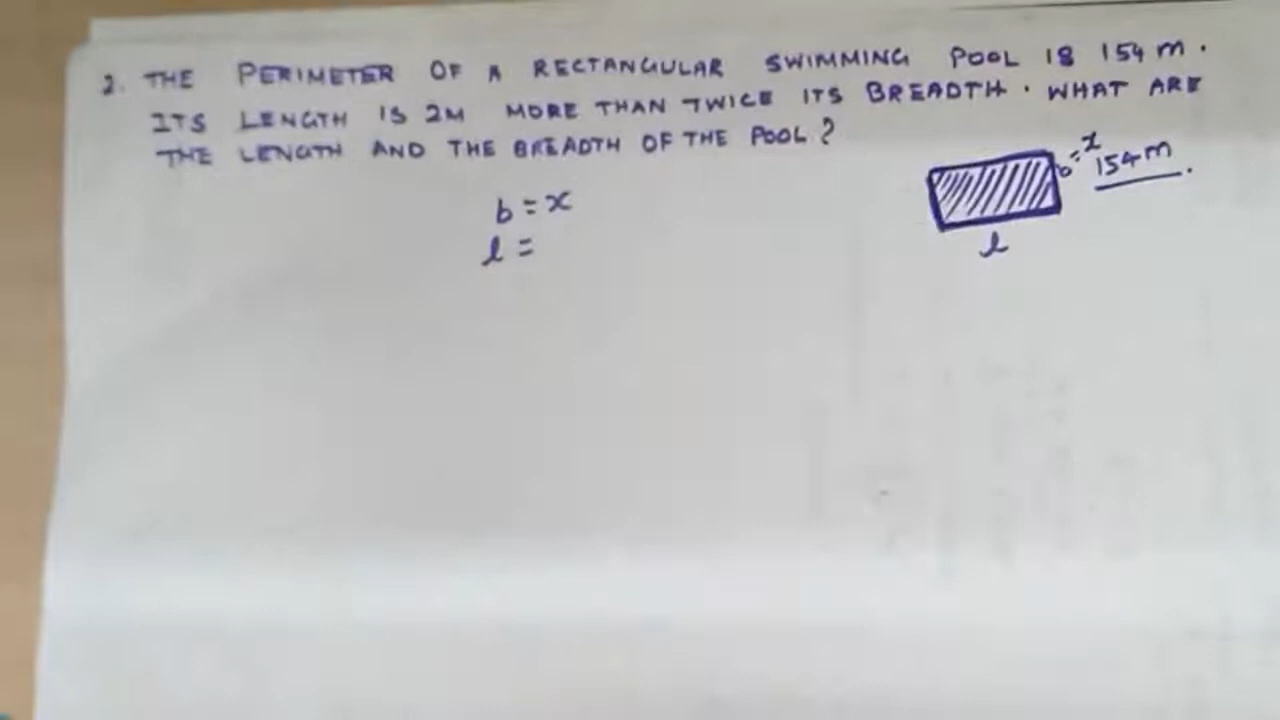 2. THE PERIMETER OF A RECTANGULAR SWIMMING POOL IS 154 m.
ITS LENGTH IS 2M MORE THAN TWICE ITS BREADTH. WHAT ARE
THE LENGTH AND THE BREADTH OF THE POOL?
b = x
154m.
l
b = x
l =